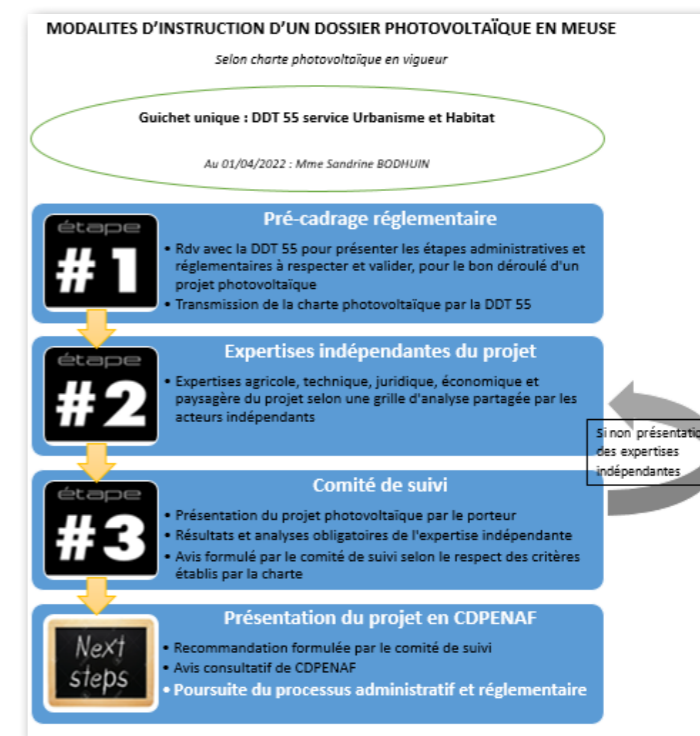 MODALITES D'INSTRUCTION D'UN DOSSIER PHOTOVOLTAÏQUE EN MEUSE
Selon charte photovoltaïque en vigueur
Guichet unique : DDT 55 service Urbanisme et Habitat
Au 01/04/2022 : Mme Sandrine BODHUIN
étape
#1
Pré-cadrage réglementaire
• Rdv avec la DDT 55 pour présenter les étapes administratives et
réglementaires à respecter et valider, pour le bon déroulé d'un
projet photovoltaïque
• Transmission de la charte photovoltaïque par la DDT 55
étape
#2
Expertises indépendantes du projet
• Expertises agricole, technique, juridique, économique et
paysagère du projet selon une grille d'analyse partagée par les
acteurs indépendants
Si non présentatio
des expertises
indépendantes
étape
#3
Comité de suivi
• Présentation du projet photovoltaïque par le porteur
• Résultats et analyses obligatoires de l'expertise indépendante
• Avis formulé par le comité de suivi selon le respect des critères
établis par la charte
Next
steps
Présentation du projet en CDPENAF
• Recommandation formulée par le comité de suivi
• Avis consultatif de CDPENAF
• Poursuite du processus administratif et réglementaire